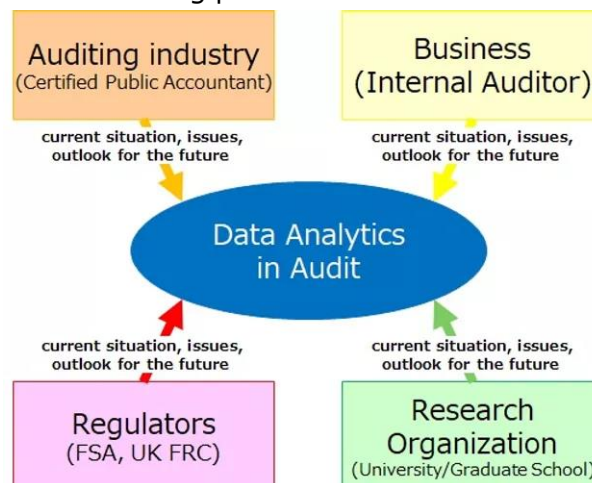 Auditing industry
(Certified Public Accountant)
Business
(Internal Auditor)
current situation, issues,
outlook for the future
current situation, issues,
outlook for the future
Data Analytics
in Audit
current situation, issues,
outlook for the future
current situation, issues,
outlook for the future
Regulators
(FSA, UK FRC)
Research
Organization
(University/Graduate School)